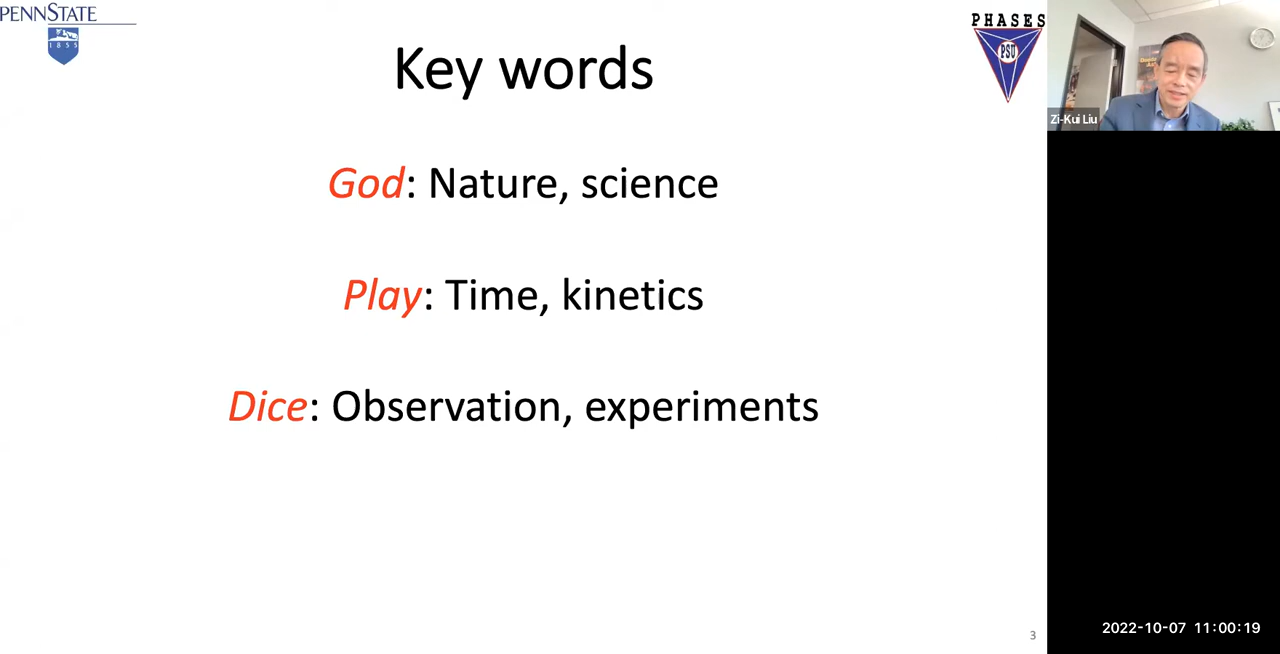 PENNSTATE
1855
Key words
PHASES
PSU
Zi-Kui Liu
God: Nature, science
Play: Time, kinetics
Dice: Observation, experiments
3
2022-10-07 11:00:19